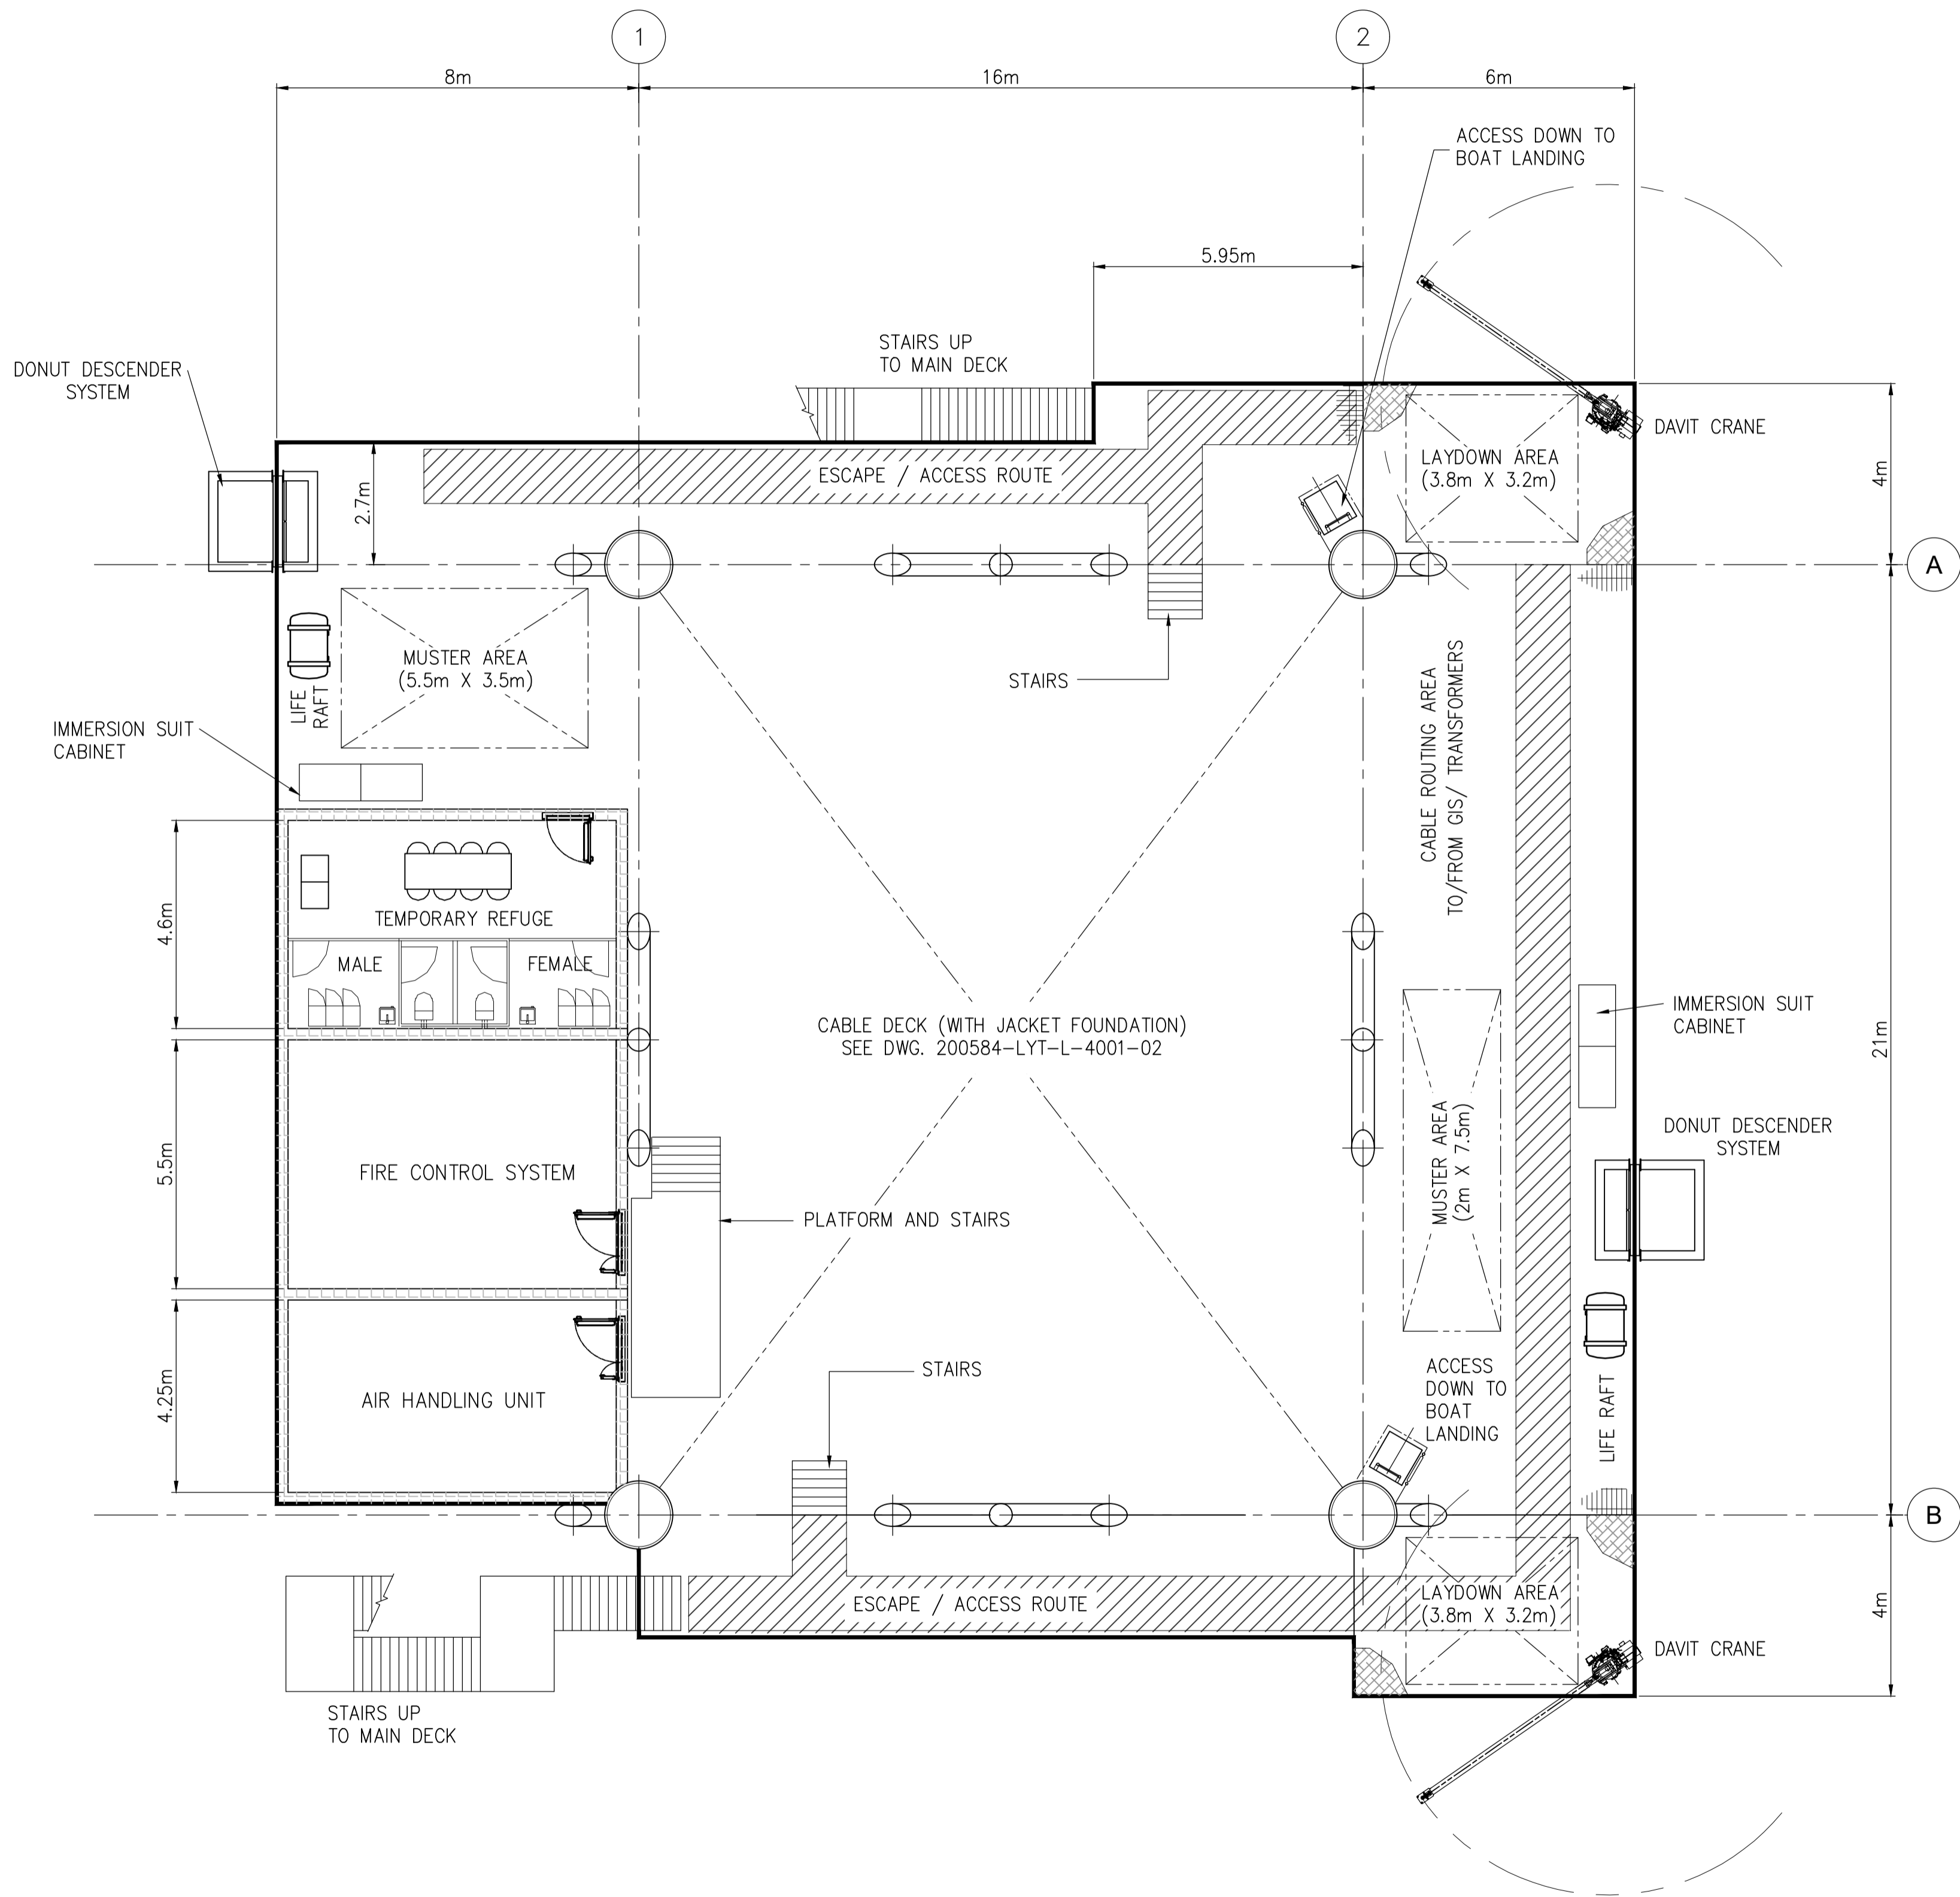 1
2
8m
16m
6m
ACCESS DOWN TO
BOAT LANDING
5.95m
STAIRS UP
TO MAIN DECK
DONUT DESCENDER
SYSTEM
DAVIT CRANE
LAYDOWN AREA
(3.8m X 3.2m)
4m
ESCAPE / ACCESS ROUTE
2.7m
A
MUSTER AREA
(5.5m X 3.5m)
LIFE
RAFT
STAIRS
CABLE ROUTING AREA
TO/FROM GIS/ TRANSFORMERS
IMMERSION SUIT
CABINET
4.6m
TEMPORARY REFUGE
MALE
FEMALE
CABLE DECK (WITH JACKET FOUNDATION)
SEE DWG. 200584-LYT-L-4001-02
IMMERSION SUIT
CABINET
21m
MUSTER AREA
(2m X 7.5m)
DONUT DESCENDER
SYSTEM
5.5m
FIRE CONTROL SYSTEM
PLATFORM AND STAIRS
STAIRS
ACCESS
DOWN TO
BOAT
LANDING
LIFE RAFT
4.25m
AIR HANDLING UNIT
B
ESCAPE / ACCESS ROUTE
LAYDOWN AREA
(3.8m X 3.2m)
4m
DAVIT CRANE
STAIRS UP
TO MAIN DECK